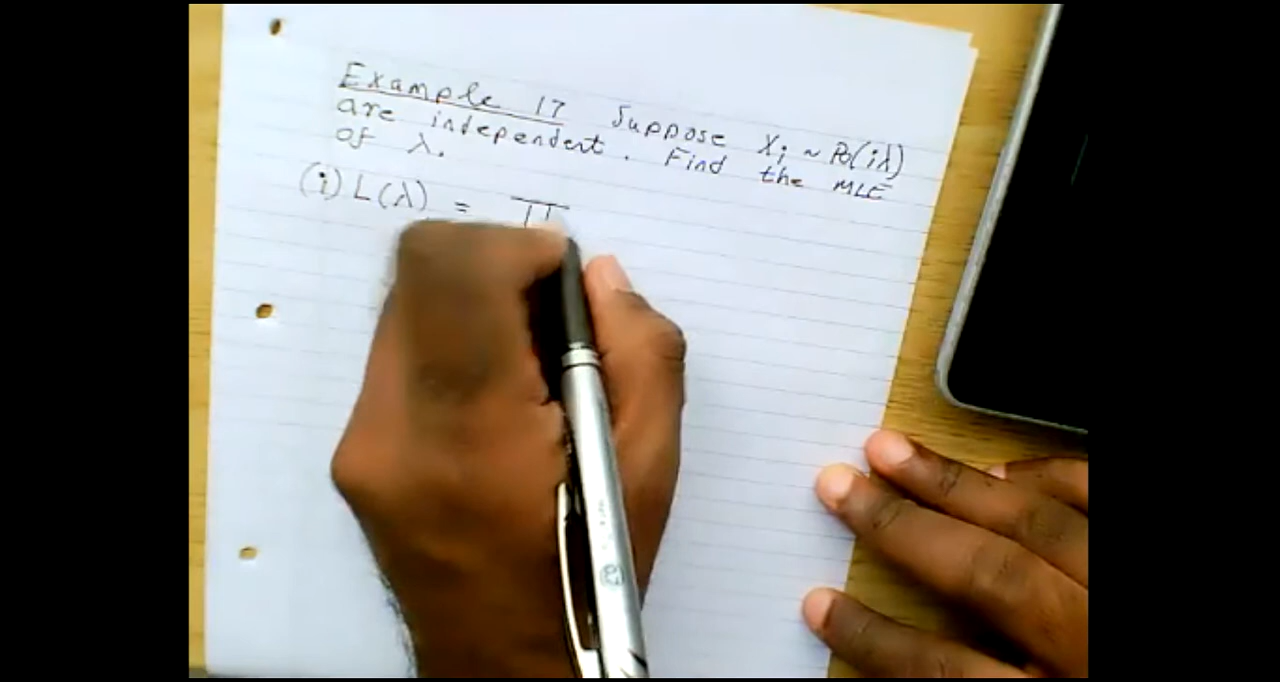 Example 17 Suppose Xi ~ Po(iλ)
are independent. Find the MLE
of λ.
(i) L(λ) = Π